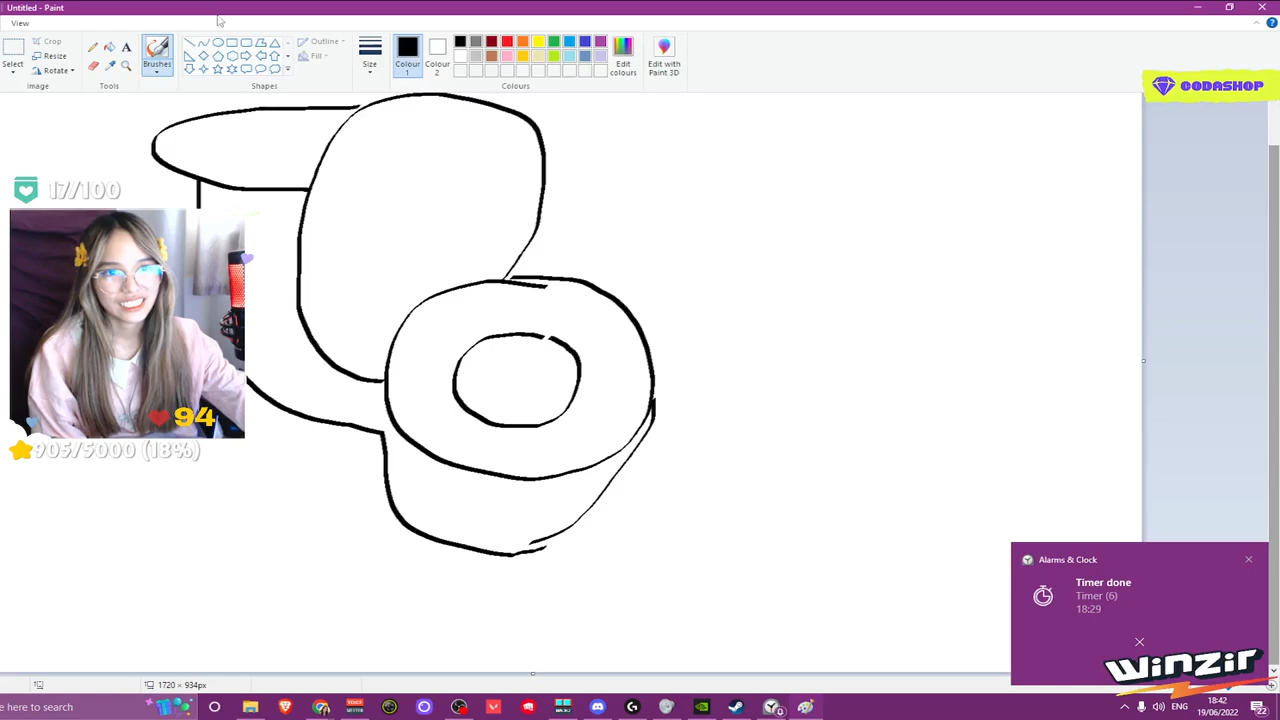 Untitled - Paint
View
Select
Crop
Resize
Rotate
Image
Tools
A
Brushes
Shapes
Outline
Fill
Size
Colour
1
Colour
2
Colours
Edit
colours
Edit with
Paint 3D
CODASHOP
17/100
94
905/5000 (18%)
Alarms & Clock
Timer done
Timer (6)
18:29
WINZIR
1720 × 934px
e here to search
ENG
18:42
19/06/2022
22